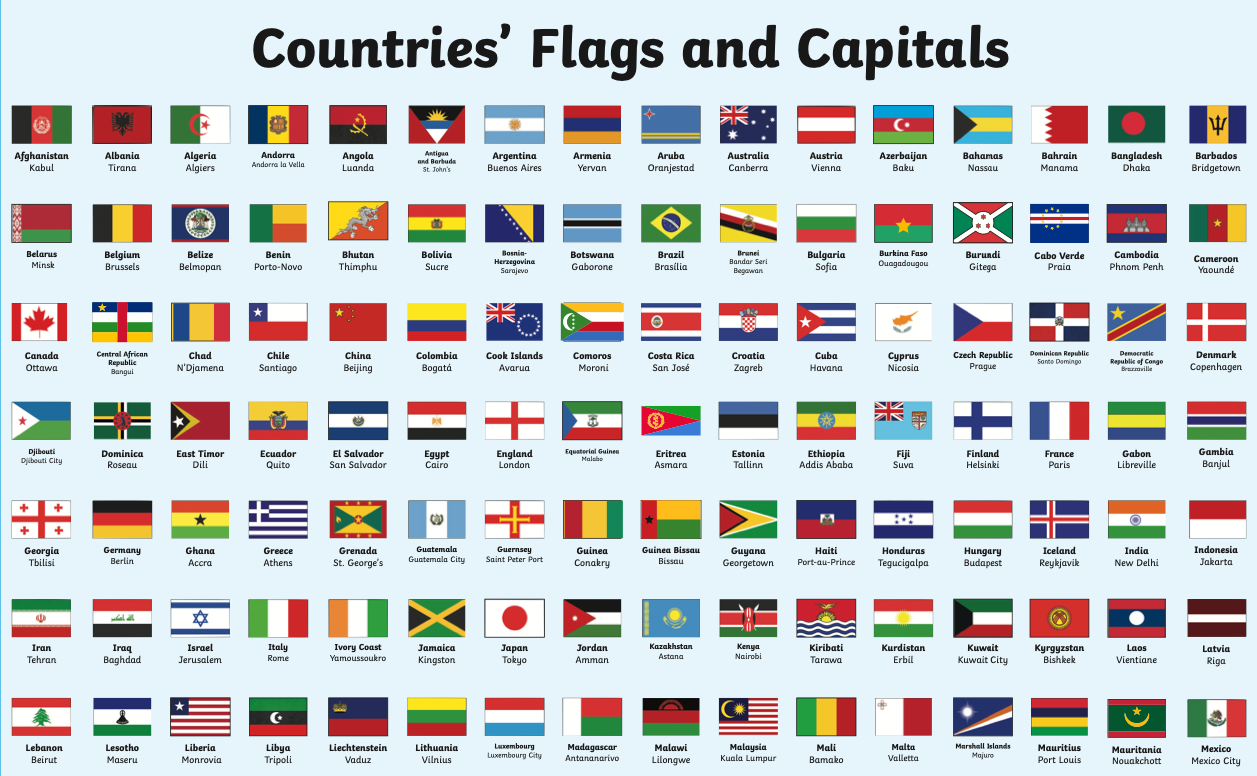 Countries' Flags and Capitals
Afghanistan
Kabul
Albania
Tirana
Algeria
Algiers
Andorra
Andorra la Vella
Angola
Luanda
Antigua
and Barbuda
St. John's
Argentina
Buenos Aires
Armenia
Yervan
Aruba
Oranjestad
Australia
Canberra
Austria
Vienna
Azerbaijan
Baku
Bahamas
Nassau
Bahrain
Manama
Bangladesh
Dhaka
Barbados
Bridgetown
Belarus
Minsk
Belgium
Brussels
Belize
Belmopan
Benin
Porto-Novo
Bhutan
Thimphu
Bolivia
Sucre
Bosnia-
Herzegovina
Sarajevo
Botswana
Gaborone
Brazil
Brasília
Brunei
Bandar Seri
Begawan
Bulgaria
Sofia
Burkina Faso
Ouagadougou
Burundi
Gitega
Cabo Verde
Praia
Cambodia
Phnom Penh
Cameroon
Yaoundé
Canada
Ottawa
Central African
Republic
Bangui
Chad
N'Djamena
Chile
Santiago
China
Beijing
Colombia
Bogatá
Cook Islands
Avarua
Comoros
Moroni
Costa Rica
San José
Croatia
Zagreb
Cuba
Havana
Cyprus
Nicosia
Czech Republic
Prague
Dominican Republic
Santo Domingo
Democratic
Republic of Congo
Brazzaville
Denmark
Copenhagen
Djibouti
Djibouti City
Dominica
Roseau
East Timor
Dili
Ecuador
Quito
El Salvador
San Salvador
Egypt
Cairo
England
London
Equatorial Guinea
Malabo
Eritrea
Asmara
Estonia
Tallinn
Ethiopia
Addis Ababa
Fiji
Suva
Finland
Helsinki
France
Paris
Gabon
Libreville
Gambia
Banjul
Georgia
Tbilisi
Germany
Berlin
Ghana
Accra
Greece
Athens
Grenada
St. George's
Guatemala
Guatemala City
Guernsey
Saint Peter Port
Guinea
Conakry
Guinea Bissau
Bissau
Guyana
Georgetown
Haiti
Port-au-Prince
Honduras
Tegucigalpa
Hungary
Budapest
Iceland
Reykjavik
India
New Delhi
Indonesia
Jakarta
Iran
Tehran
Iraq
Baghdad
Israel
Jerusalem
Italy
Rome
Ivory Coast
Yamoussoukro
Jamaica
Kingston
Japan
Tokyo
Jordan
Amman
Kazakhstan
Astana
Kenya
Nairobi
Kiribati
Tarawa
Kurdistan
Erbil
Kuwait
Kuwait City
Kyrgyzstan
Bishkek
Laos
Vientiane
Latvia
Riga
Lebanon
Beirut
Lesotho
Maseru
Liberia
Monrovia
Libya
Tripoli
Liechtenstein
Vaduz
Lithuania
Vilnius
Luxembourg
Luxembourg City
Madagascar
Antananarivo
Malawi
Lilongwe
Malaysia
Kuala Lumpur
Mali
Bamako
Malta
Valletta
Marshall Islands
Majuro
Mauritius
Port Louis
Mauritania
Nouakchott
Mexico
Mexico City